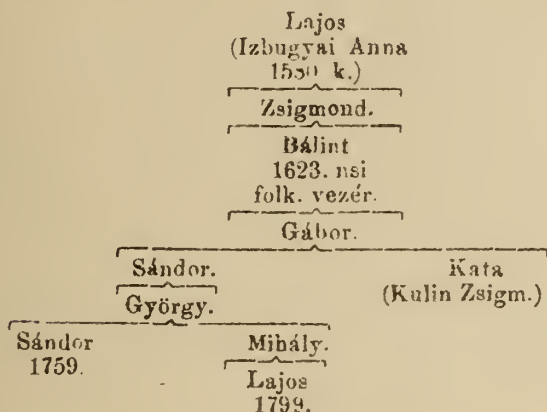 Lajos
(Izbugyai Anna
1580 k.)
Zsigmond.
Bálint
1623. nsi
folk. vezér.
Gábor.
Sándor. Kata
György. (Kulin Zsigm.)
Sándor Mihály.
1759. Lajos
1799.